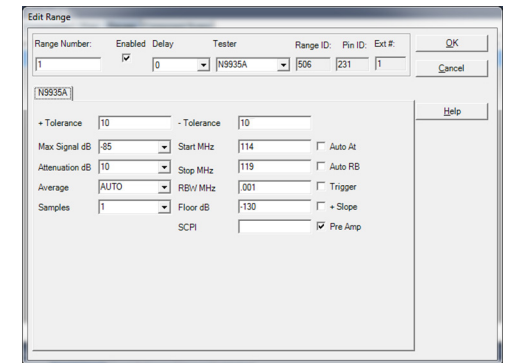 Edit Range
Range Number: Enabled Delay Tester Range ID: Pin ID: Ext #:
1 0 N9935A 506 231 1
OK
Cancel
Help
N9935A
+ Tolerance 10 - Tolerance 10
Max Signal dB -85 Start MHz 114 Auto At
Attenuation dB 10 Stop MHz 119 Auto RB
Average AUTO RBW MHz .001 Trigger
Samples 1 Floor dB -130 + Slope
SCPI Pre Amp